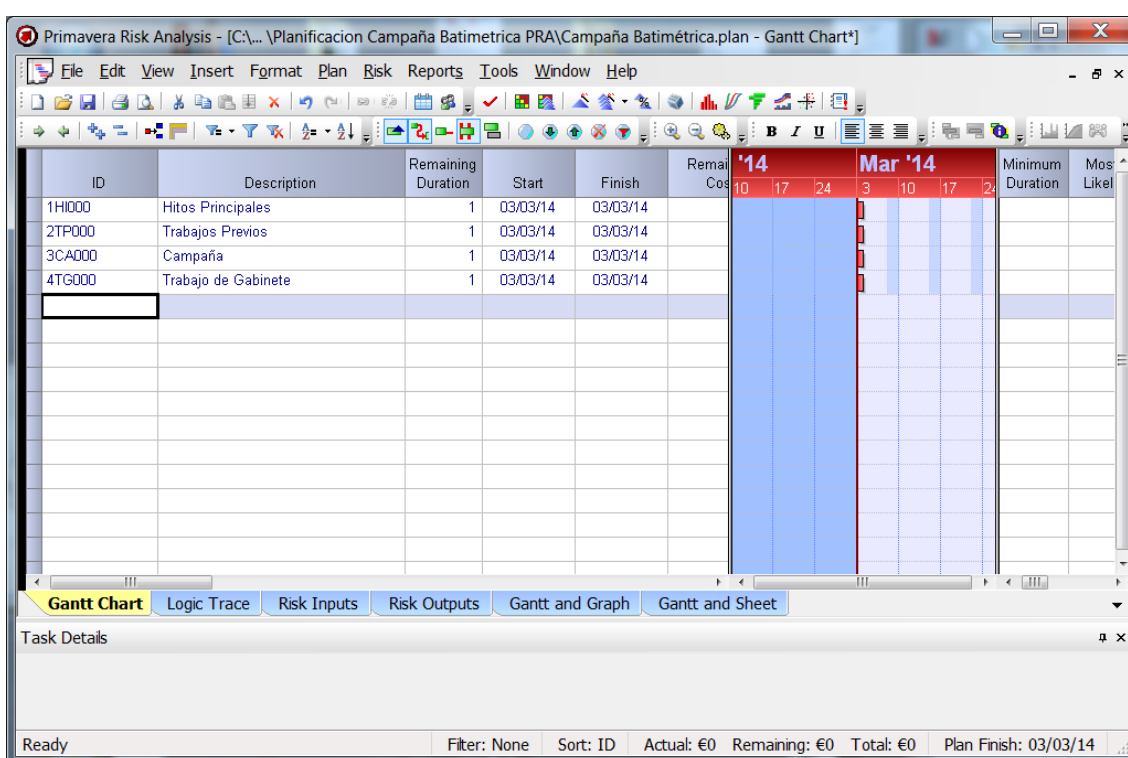 Primavera Risk Analysis - [C:\... \Planificacion Campaña Batimetrica PRA\Campaña Batimétrica.plan - Gantt Chart*]
File Edit View Insert Format Plan Risk Reports Tools Window Help
B I U
ID Description Remaining Duration Start Finish Remai Cos '14 Mar '14 Minimum Duration Mos Likel
10 17 24 3 10 17 24
1HI000 Hitos Principales 1 03/03/14 03/03/14
2TP000 Trabajos Previos 1 03/03/14 03/03/14
3CA000 Campaña 1 03/03/14 03/03/14
4TG000 Trabajo de Gabinete 1 03/03/14 03/03/14
Gantt Chart Logic Trace Risk Inputs Risk Outputs Gantt and Graph Gantt and Sheet
Task Details
Ready Filter: None Sort: ID Actual: €0 Remaining: €0 Total: €0 Plan Finish: 03/03/14